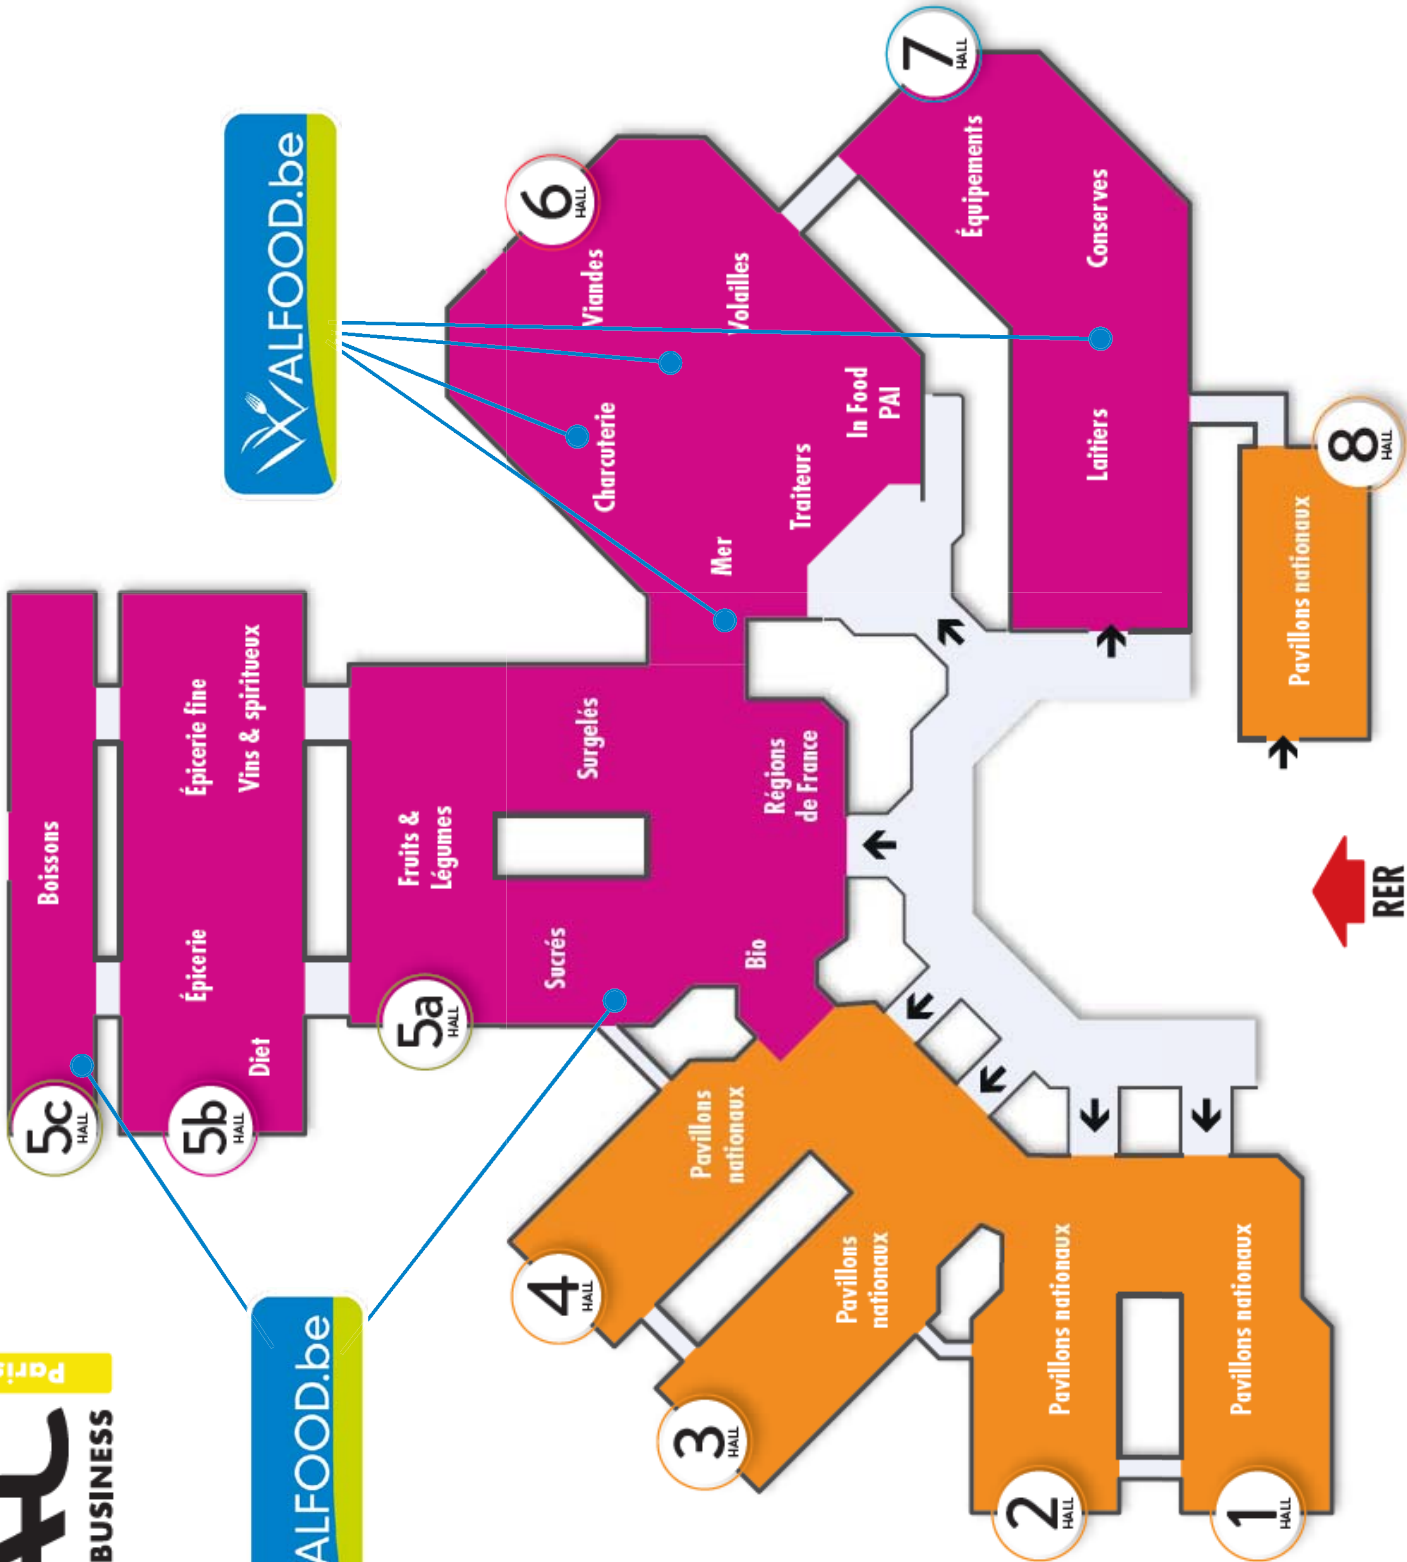 WALFOOD.be
7
HALL
6
HALL
Équipements
Conserves
Viandes
Volailles
Charcuterie
In Food
PAI
Traiteurs
Mer
Laitiers
8
HALL
Pavillons nationaux
Boissons
Épicerie fine
Vins & spiritueux
Épicerie
Diet
Surgelés
Fruits &
Légumes
Régions
de France
Sucrés
Bio
5c
HALL
5b
HALL
5a
HALL
RER
Pavillons
nationaux
4
HALL
Pavillons
nationaux
3
HALL
Pavillons nationaux
2
HALL
Pavillons nationaux
1
HALL
ALFOOD.be
Paris
BUSINESS